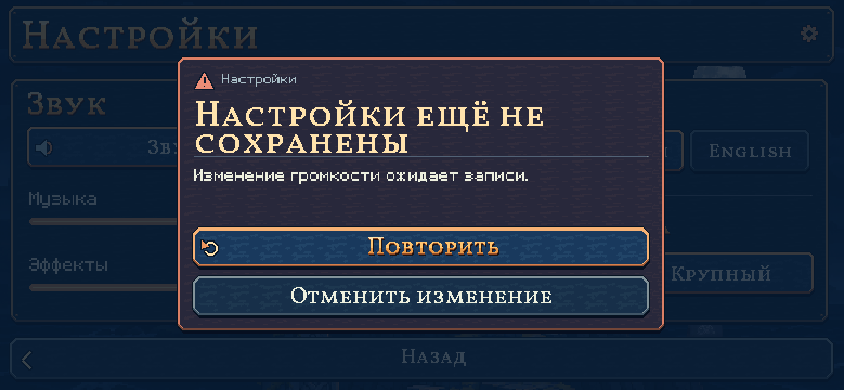 Настройки
Настройки
Настройки ещё не
сохранены
Изменение громкости ожидает записи.
Звук
English
Музыка
Повторить
Эффекты
Крупный
Отменить изменение
Назад